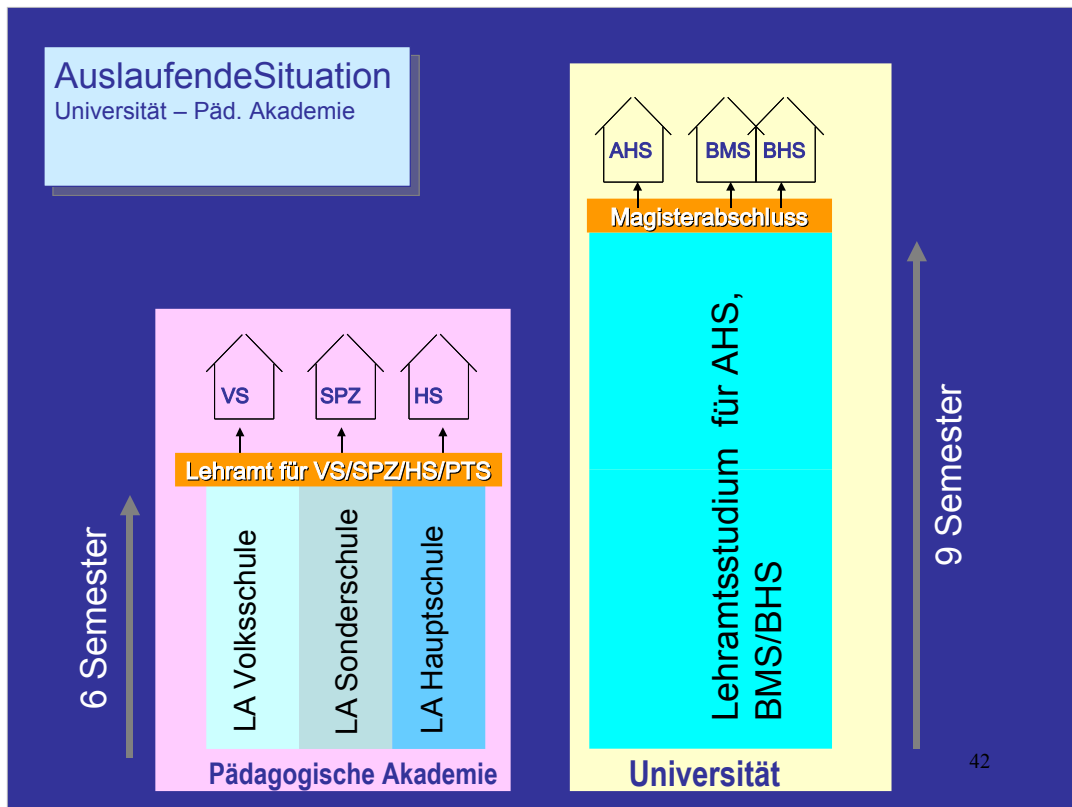 AuslaufendeSituation
Universität – Päd. Akademie
VS
SPZ
HS
Lehramt für VS/SPZ/HS/PTS
6 Semester
LA Volksschule
LA Sonderschule
LA Hauptschule
Pädagogische Akademie
AHS
BMS
BHS
Magisterabschluss
Lehramtsstudium für AHS,
BMS/BHS
9 Semester
Universität
42